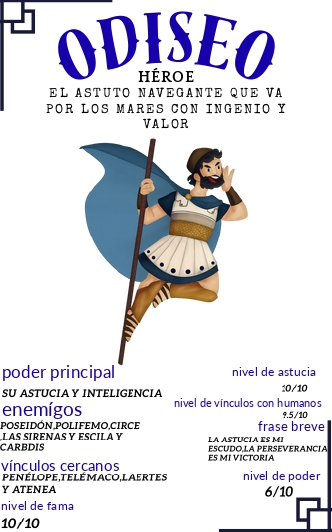 ODISEO
HÉROE
EL ASTUTO NAVEGANTE QUE VA
POR LOS MARES CON INGENIO Y
VALOR
poder principal
SU ASTUCIA Y INTELIGENCIA
enemígos
POSEIDÓN,POLIFEMO,CIRCE
,LAS SIRENAS Y ESCILA Y
CARBDIS
vínculos cercanos
PENÉLOPE,TELÉMACO,LAERTES
Y ATENEA
nivel de fama
10/10
nivel de astucia
10/10
nivel de vínculos con humanos
9.5/10
frase breve
LA ASTUCIA ES MI
ESCUDO,LA PERSEVERANCIA
ES MI VICTORIA
nivel de poder
6/10